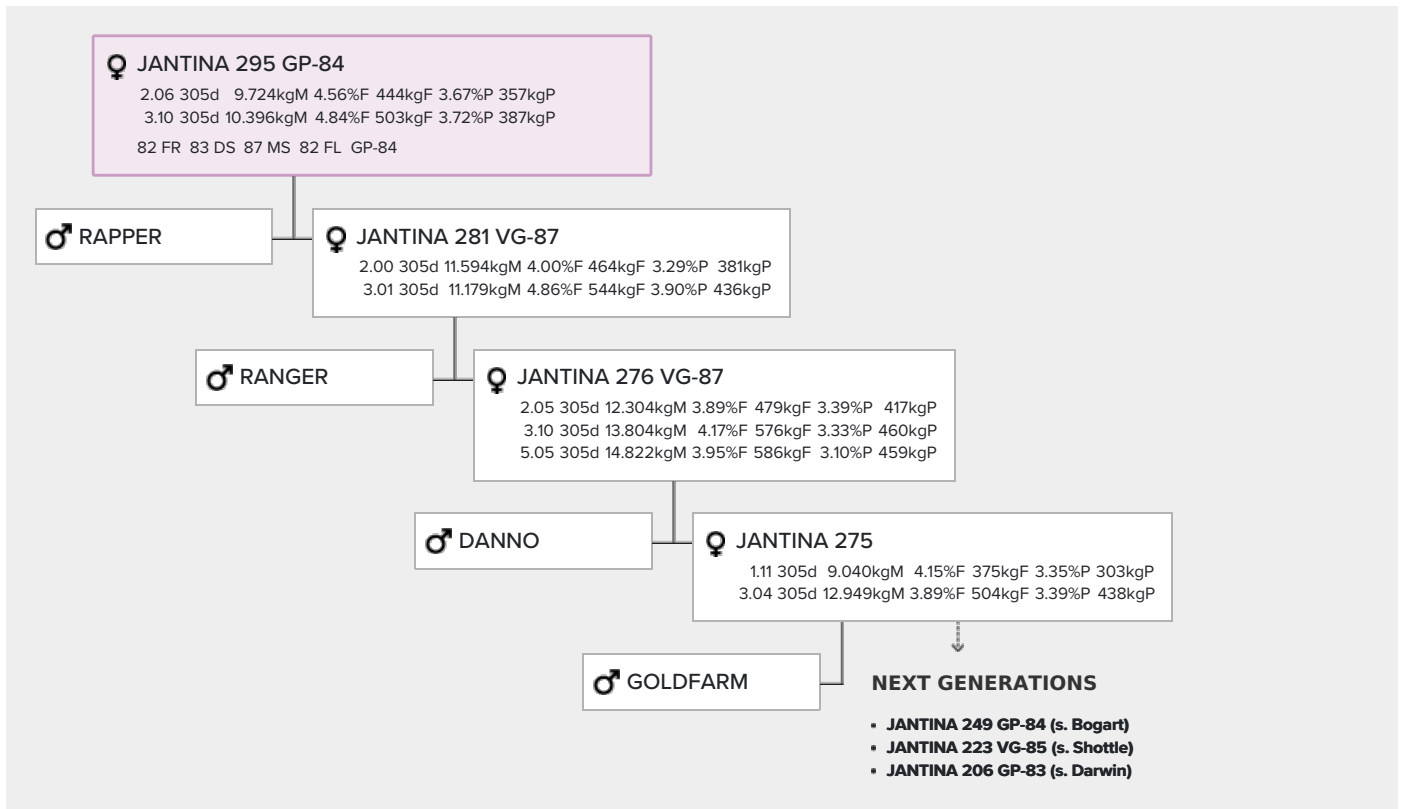 JANTINA 295 GP-84
2.06 305d 9.724kgM 4.56%F 444kgF 3.67%P 357kgP
3.10 305d 10.396kgM 4.84%F 503kgF 3.72%P 387kgP
82 FR 83 DS 87 MS 82 FL GP-84
RAPPER
JANTINA 281 VG-87
2.00 305d 11.594kgM 4.00%F 464kgF 3.29%P 381kgP
3.01 305d 11.179kgM 4.86%F 544kgF 3.90%P 436kgP
RANGER
JANTINA 276 VG-87
2.05 305d 12.304kgM 3.89%F 479kgF 3.39%P 417kgP
3.10 305d 13.804kgM 4.17%F 576kgF 3.33%P 460kgP
5.05 305d 14.822kgM 3.95%F 586kgF 3.10%P 459kgP
DANNO
JANTINA 275
1.11 305d 9.040kgM 4.15%F 375kgF 3.35%P 303kgP
3.04 305d 12.949kgM 3.89%F 504kgF 3.39%P 438kgP
GOLDFARM
NEXT GENERATIONS
• JANTINA 249 GP-84 (s. Bogart)
• JANTINA 223 VG-85 (s. Shottle)
• JANTINA 206 GP-83 (s. Darwin)